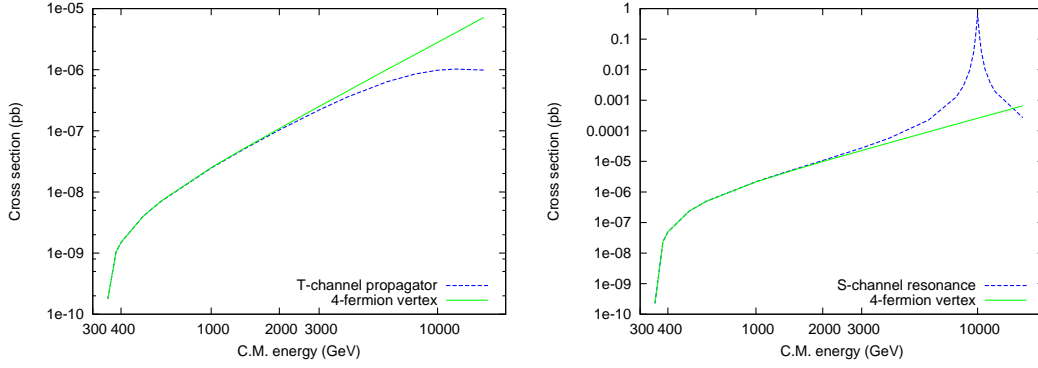 Cross section (pb)
1e-05
1e-06
1e-07
1e-08
1e-09
1e-10
300 400 1000 2000 3000 10000
C.M. energy (GeV)
T-channel propagator
4-fermion vertex
Cross section (pb)
1
0.1
0.01
0.001
0.0001
1e-05
1e-06
1e-07
1e-08
1e-09
1e-10
300 400 1000 2000 3000 10000
C.M. energy (GeV)
S-channel resonance
4-fermion vertex